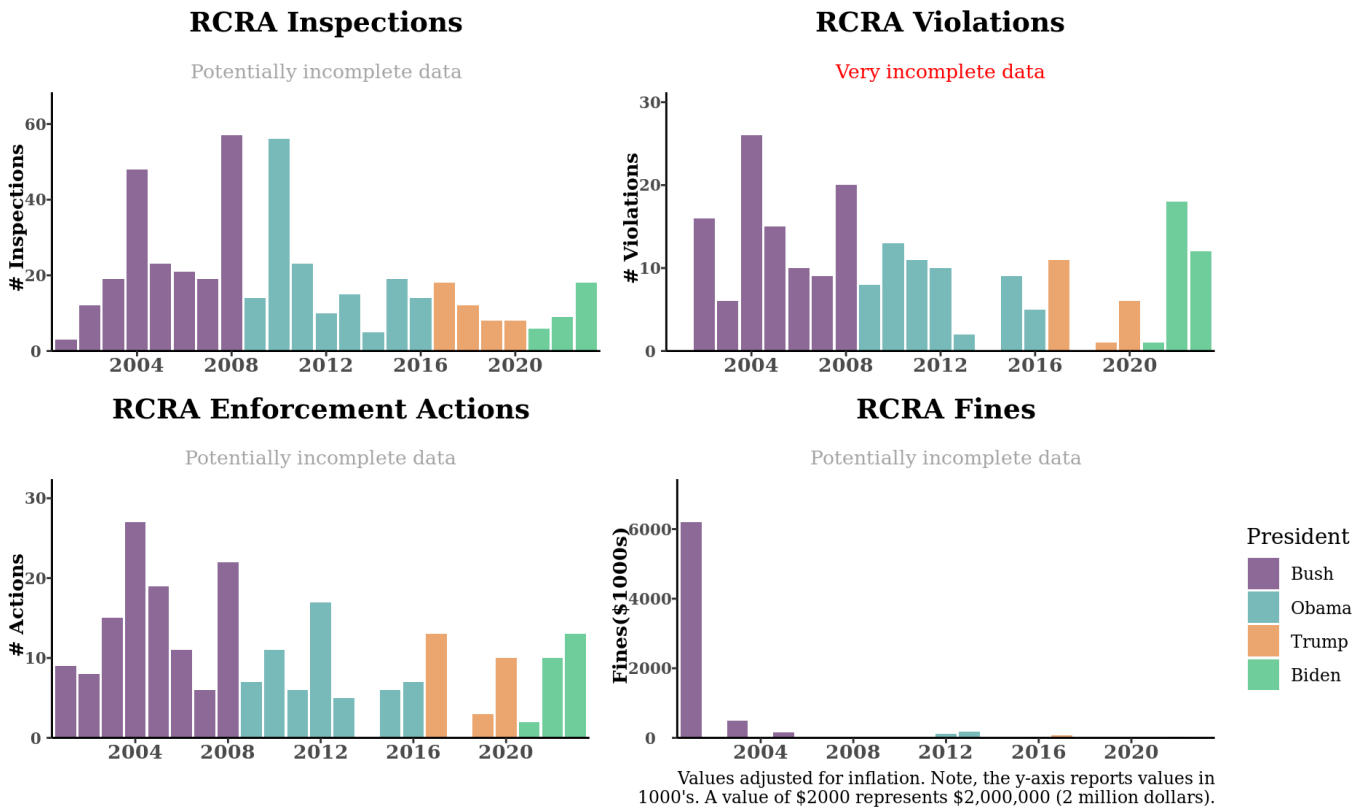 RCRA Inspections
Potentially incomplete data
# Inspections
60
40
20
0
2004 2008 2012 2016 2020
RCRA Violations
Very incomplete data
# Violations
30
20
10
0
2004 2008 2012 2016 2020
RCRA Enforcement Actions
Potentially incomplete data
# Actions
30
20
10
0
2004 2008 2012 2016 2020
RCRA Fines
Potentially incomplete data
Fines($1000s)
6000
4000
2000
0
2004 2008 2012 2016 2020
President
Bush
Obama
Trump
Biden
Values adjusted for inflation. Note, the y-axis reports values in
1000's. A value of $2000 represents $2,000,000 (2 million dollars).